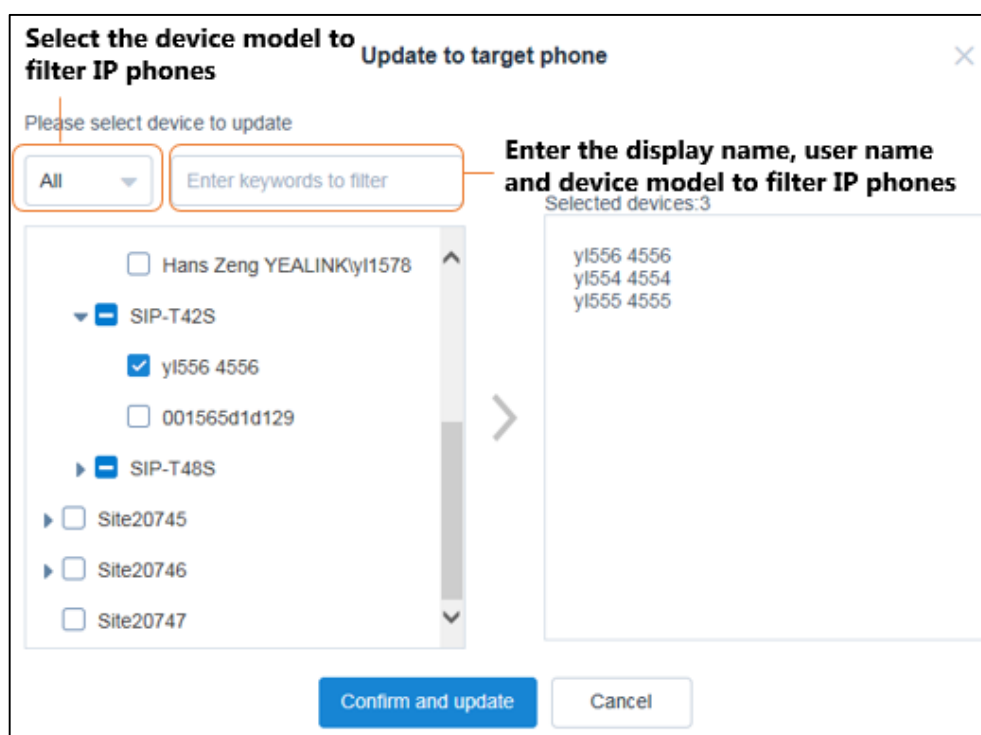 Select the device model to
filter IP phones
Update to target phone
Please select device to update
All
Enter keywords to filter
Enter the display name, user name
and device model to filter IP phones
Selected devices:3
Hans Zeng YEALINK\yl1578
SIP-T42S
yl556 4556
001565d1d129
SIP-T48S
Site20745
Site20746
Site20747
yl556 4556
yl554 4554
yl555 4555
Confirm and update
Cancel